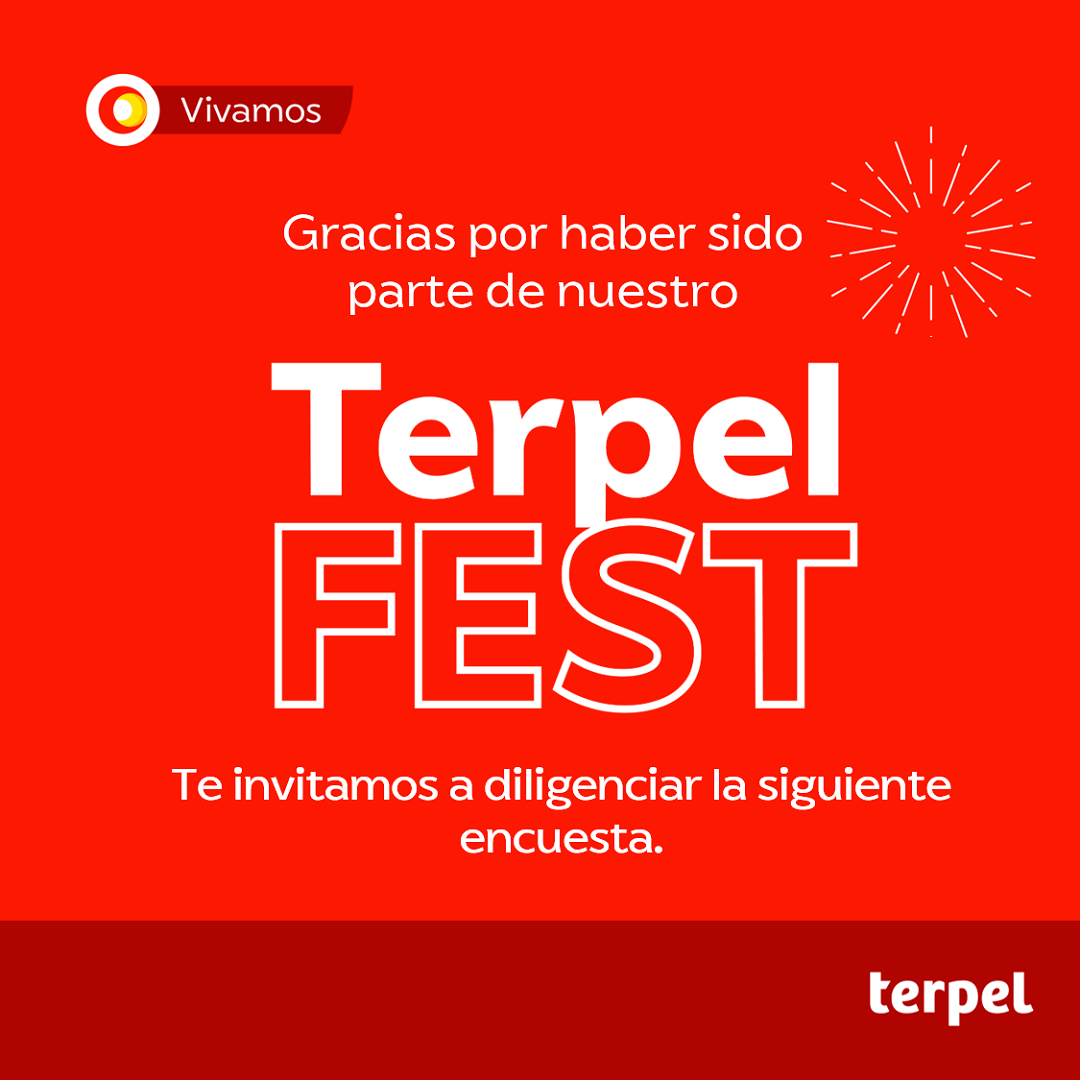 Vivamos
Gracias por haber sido
parte de nuestro
Terpel
FEST
Te invitamos a diligenciar la siguiente
encuesta.
terpel